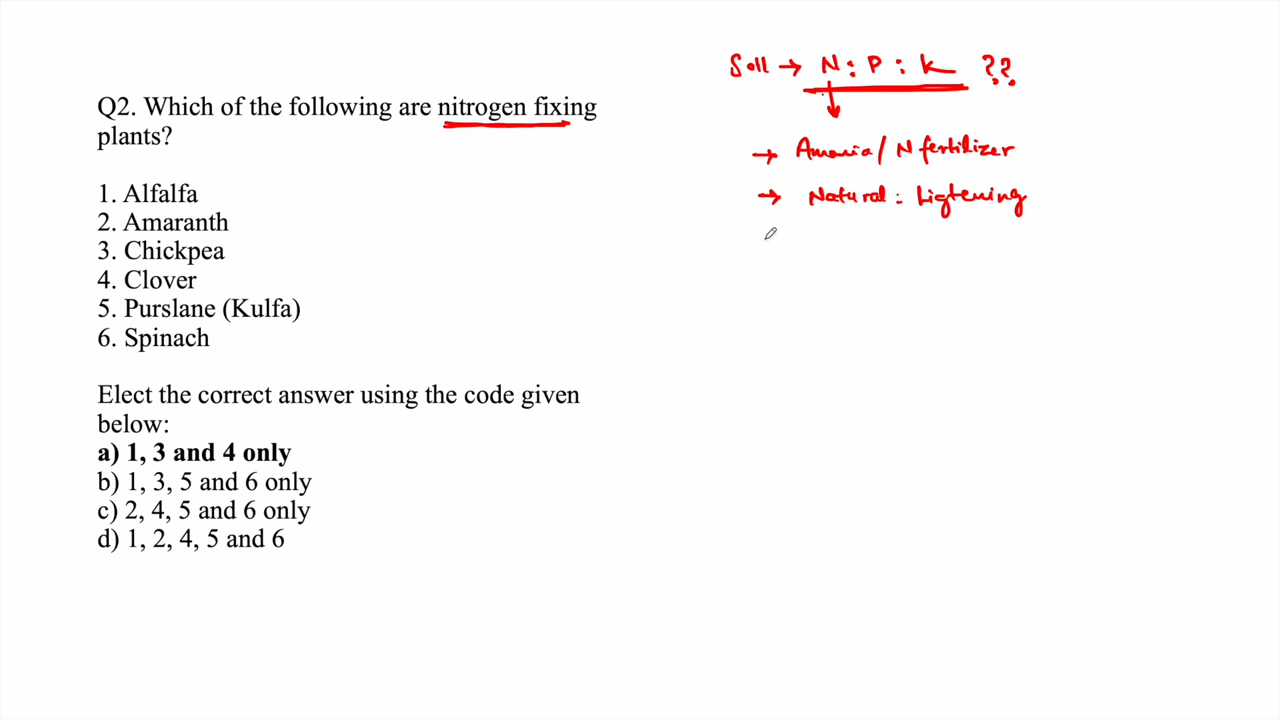 Q2. Which of the following are nitrogen fixing
plants?
1. Alfalfa
2. Amaranth
3. Chickpea
4. Clover
5. Purslane (Kulfa)
6. Spinach
Elect the correct answer using the code given
below:
a) 1, 3 and 4 only
b) 1, 3, 5 and 6 only
c) 2, 4, 5 and 6 only
d) 1, 2, 4, 5 and 6
Soil → N : P : K ??
→ Amonia / N fertilizer
→ Natural : Ligtening